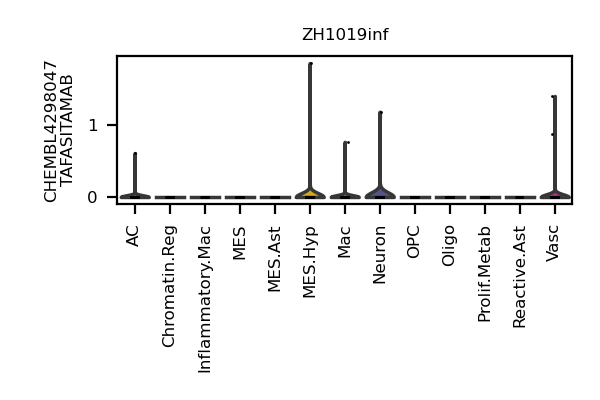 ZH1019inf
CHEMBL4298047
TAFASITAMAB
1
0
AC
Chromatin.Reg
Inflammatory.Mac
MES
MES.Ast
MES.Hyp
Mac
Neuron
OPC
Oligo
Prolif.Metab
Reactive.Ast
Vasc